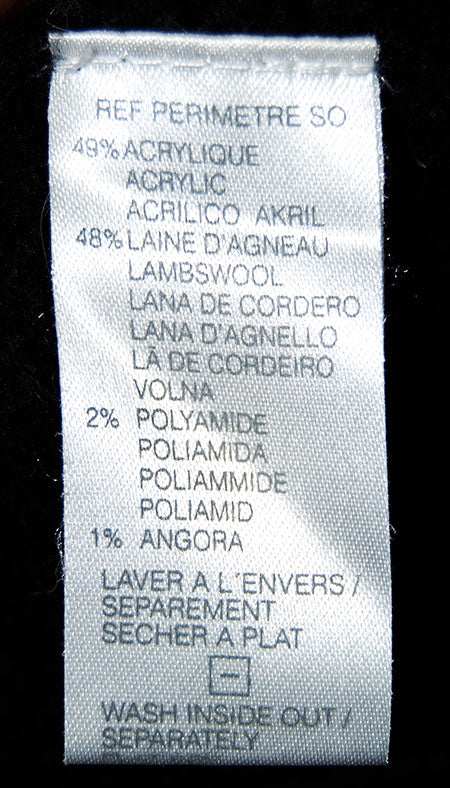 REF PERIMETRE SO
49% ACRYLIQUE
ACRYLIC
ACRILICO AKRIL
48% LAINE D'AGNEAU
LAMBSWOOL
LANA DE CORDERO
LANA D'AGNELLO
LÃ DE CORDEIRO
VOLNA
2% POLYAMIDE
POLIAMIDA
POLIAMMIDE
POLIAMID
1% ANGORA
LAVER A L'ENVERS /
SEPAREMENT
SECHER A PLAT
WASH INSIDE OUT /
SEPARATELY